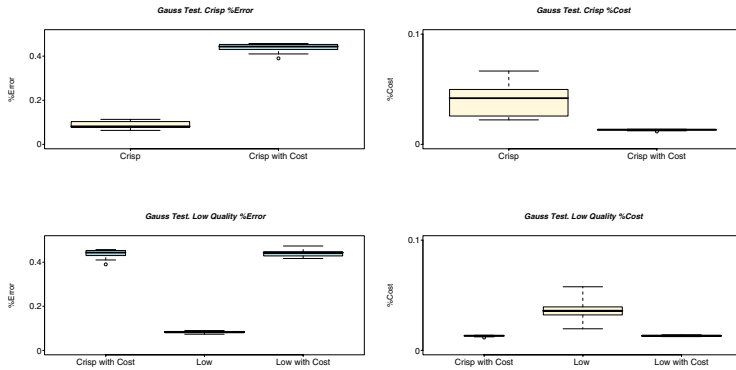 Gauss Test. Crisp %Error
%Error
0.4
0.2
0
Crisp
Crisp with Cost
Gauss Test. Crisp %Cost
%Cost
0.1
0
Crisp
Crisp with Cost
Gauss Test. Low Quality %Error
%Error
0.4
0.2
0
Crisp with Cost
Low
Low with Cost
Gauss Test. Low Quality %Cost
%Cost
0.1
0
Crisp with Cost
Low
Low with Cost